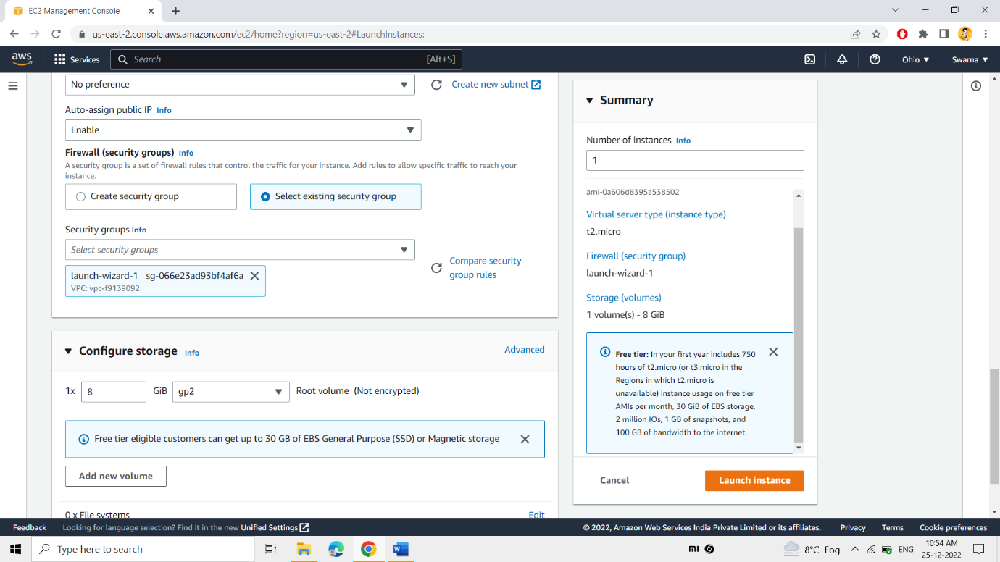 EC2 Management Console
us-east-2.console.aws.amazon.com/ec2/home?region=us-east-2#LaunchInstances:
aws
Services
Search
[Alt+S]
Ohio
Swarna
No preference
Create new subnet
Auto-assign public IP Info
Enable
Firewall (security groups) Info
A security group is a set of firewall rules that control the traffic for your instance. Add rules to allow specific traffic to reach your
instance.
Create security group
Select existing security group
Security groups Info
Select security groups
Compare security
group rules
launch-wizard-1 sg-066e23ad93bf4af6a
VPC: vpc-f9139092
Configure storage Info
Advanced
1x 8 GiB gp2 Root volume (Not encrypted)
Free tier eligible customers can get up to 30 GB of EBS General Purpose (SSD) or Magnetic storage
Add new volume
0 x File systems
Edit
Summary
Number of instances Info
1
ami-0a606d8395a538502
Virtual server type (instance type)
t2.micro
Firewall (security group)
launch-wizard-1
Storage (volumes)
1 volume(s) - 8 GiB
Free tier: In your first year includes 750
hours of t2.micro (or t3.micro in the
Regions in which t2.micro is
unavailable) instance usage on free tier
AMIs per month, 30 GiB of EBS storage,
2 million IOs, 1 GB of snapshots, and
100 GB of bandwidth to the internet.
Cancel
Launch instance
Feedback
Looking for language selection? Find it in the new Unified Settings
© 2022, Amazon Web Services India Private Limited or its affiliates.
Privacy
Terms
Cookie preferences
Type here to search
8°C Fog
ENG
10:54 AM
25-12-2022